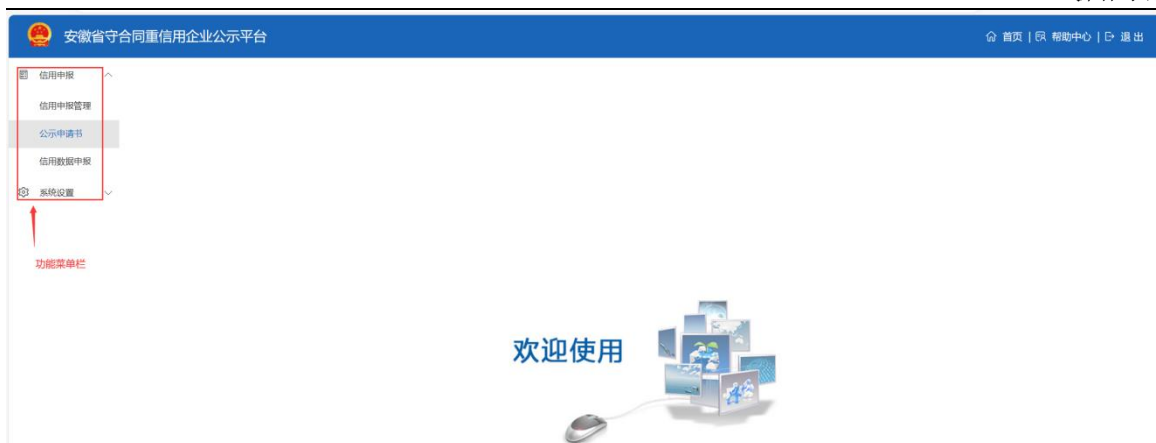 安徽省守合同重信用企业公示平台
首页 | 帮助中心 | 退出
信用申报
信用申报管理
公示申请书
信用数据申报
系统设置
功能菜单栏
欢迎使用